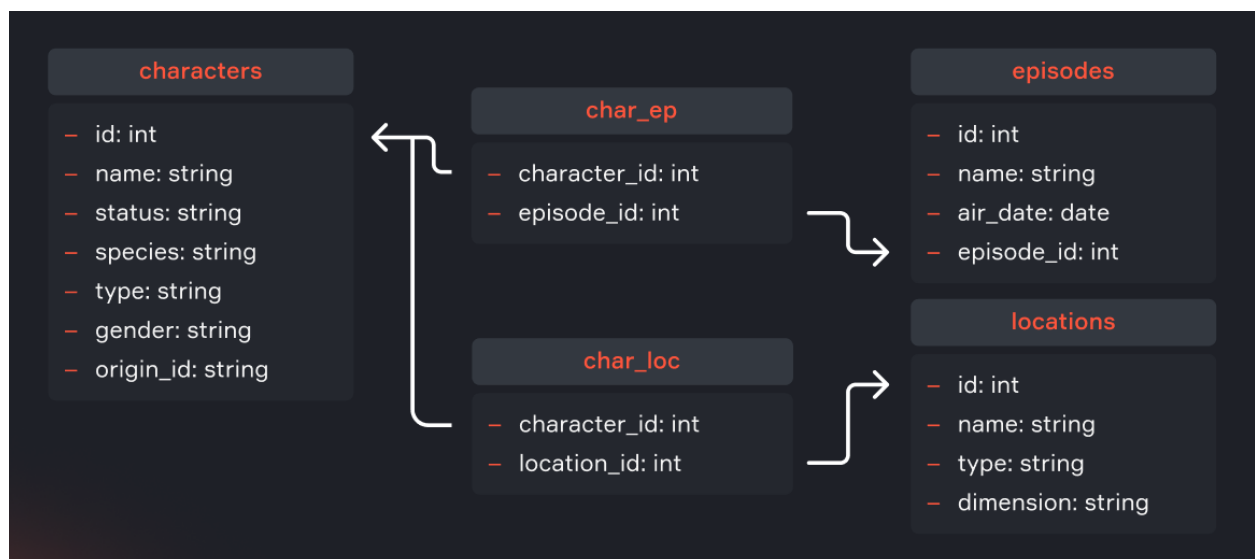 characters
– id: int
– name: string
– status: string
– species: string
– type: string
– gender: string
– origin_id: string
char_ep
– character_id: int
– episode_id: int
char_loc
– character_id: int
– location_id: int
episodes
– id: int
– name: string
– air_date: date
– episode_id: int
locations
– id: int
– name: string
– type: string
– dimension: string